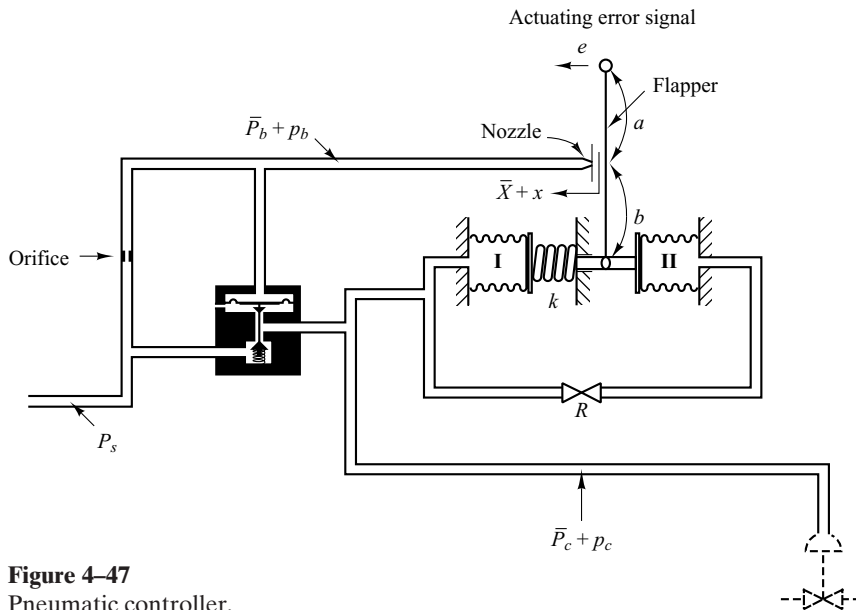 Actuating error signal
e
Flapper
a
Nozzle
P̅b + pb
X̅ + x
b
Orifice
I
II
k
R
Ps
P̅c + pc
Figure 4–47
Pneumatic controller.